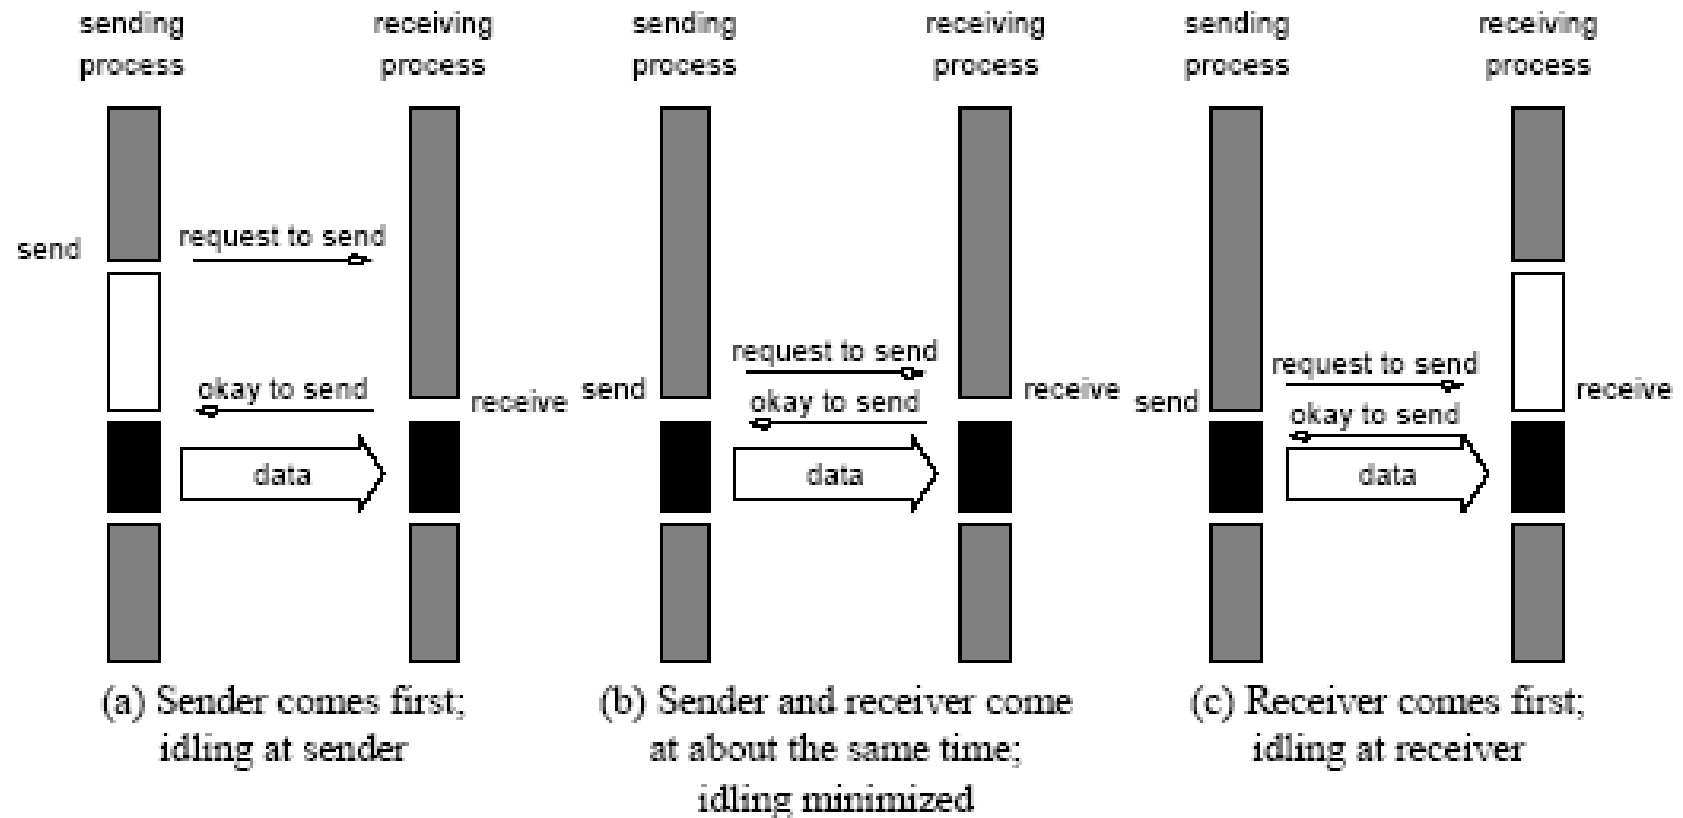 sending process
receiving process
sending process
receiving process
sending process
receiving process
send
request to send
okay to send
receive
data
send
request to send
okay to send
receive
data
send
request to send
okay to send
receive
data
(a) Sender comes first;
idling at sender
(b) Sender and receiver come
at about the same time;
idling minimized
(c) Receiver comes first;
idling at receiver